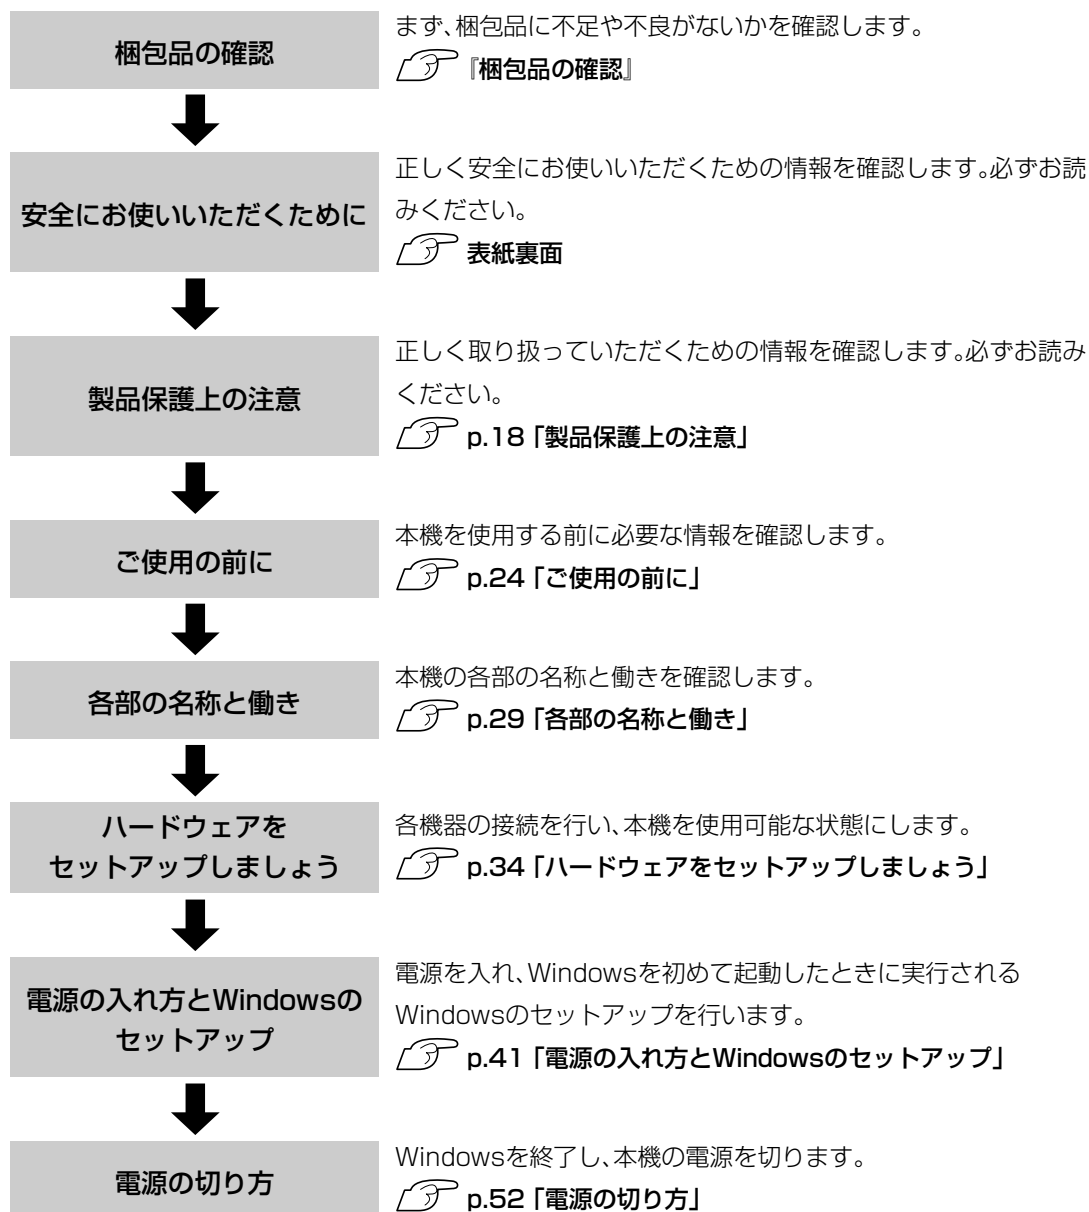 梱包品の確認
まず、梱包品に不足や不良がないかを確認します。
『梱包品の確認』
安全にお使いいただくために
正しく安全にお使いいただくための情報を確認します。必ずお読
みください。
表紙裏面
製品保護上の注意
正しく取り扱っていただくための情報を確認します。必ずお読み
ください。
p.18「製品保護上の注意」
ご使用の前に
本機を使用する前に必要な情報を確認します。
p.24「ご使用の前に」
各部の名称と働き
本機の各部の名称と働きを確認します。
p.29「各部の名称と働き」
ハードウェアを
セットアップしましょう
各機器の接続を行い、本機を使用可能な状態にします。
p.34「ハードウェアをセットアップしましょう」
電源の入れ方とWindowsの
セットアップ
電源を入れ、Windowsを初めて起動したときに実行される
Windowsのセットアップを行います。
p.41「電源の入れ方とWindowsのセットアップ」
電源の切り方
Windowsを終了し、本機の電源を切ります。
p.52「電源の切り方」